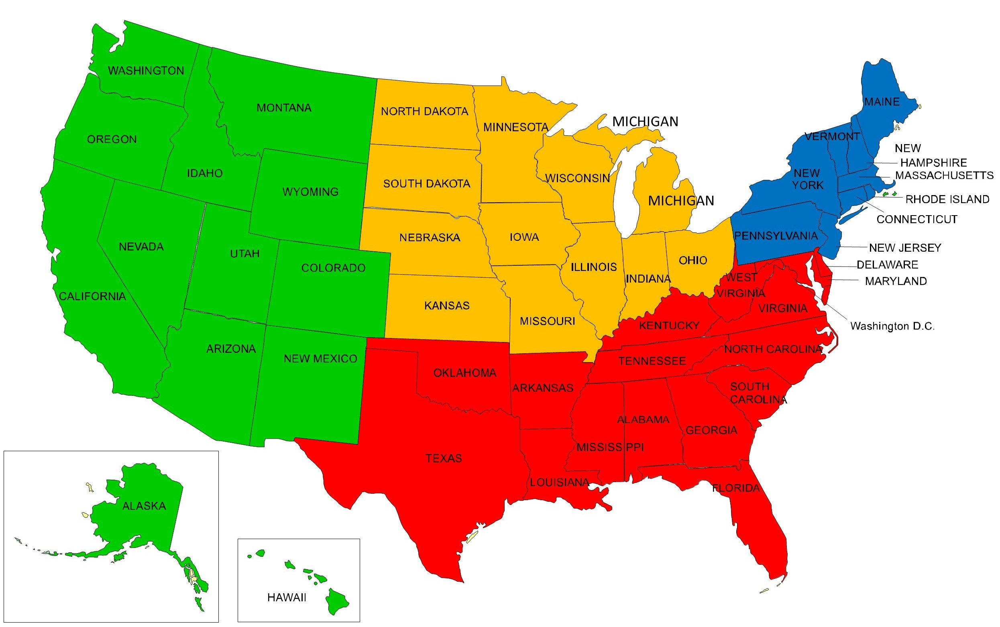 WASHINGTON
MONTANA
NORTH DAKOTA
MINNESOTA
MICHIGAN
MAINE
OREGON
IDAHO
WYOMING
SOUTH DAKOTA
WISCONSIN
MICHIGAN
VERMONT
NEW
HAMPSHIRE
MASSACHUSETTS
NEW
YORK
RHODE ISLAND
CONNECTICUT
NEVADA
UTAH
COLORADO
NEBRASKA
IOWA
ILLINOIS
INDIANA
OHIO
PENNSYLVANIA
NEW JERSEY
DELAWARE
MARYLAND
WEST
VIRGINIA
VIRGINIA
Washington D.C.
CALIFORNIA
KANSAS
MISSOURI
KENTUCKY
ARIZONA
NEW MEXICO
OKLAHOMA
ARKANSAS
TENNESSEE
NORTH CAROLINA
SOUTH
CAROLINA
ALABAMA
GEORGIA
MISSISSIPPI
TEXAS
LOUISIANA
FLORIDA
ALASKA
HAWAII